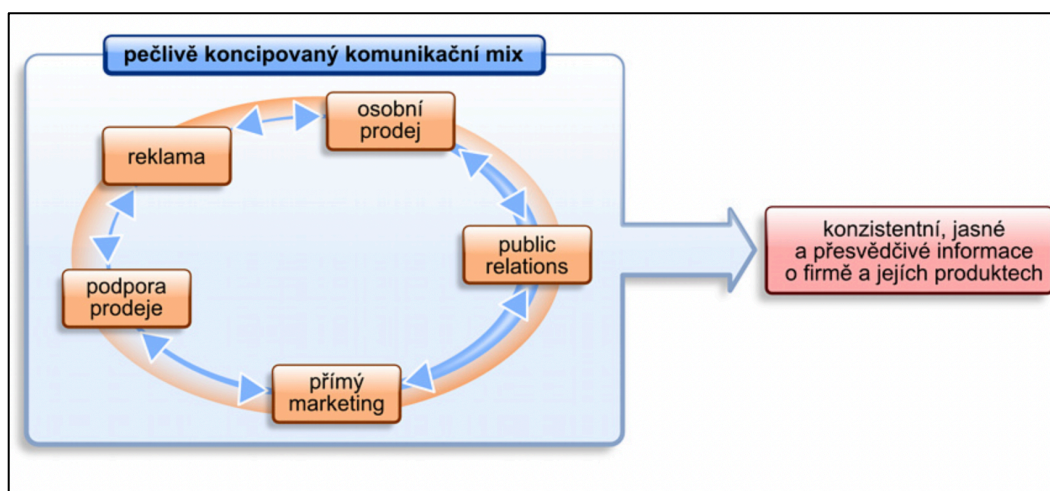 pečlivě koncipovaný komunikační mix
osobní
prodej
reklama
public
relations
podpora
prodeje
přímý
marketing
konzistentní, jasné
a přesvědčivé informace
o firmě a jejích produktech